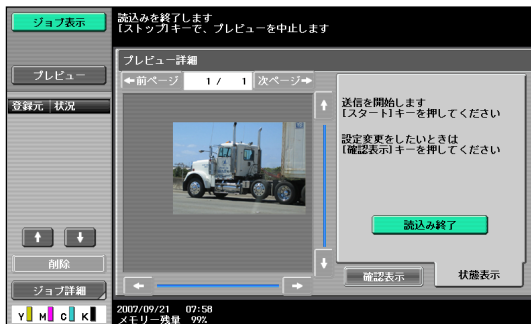 ジョブ表示
読込みを終了します
[ストップ]キーで、プレビューを中止します
プレビュー
登録元 状況
プレビュー詳細
←前ページ 1 / 1 次ページ→
送信を開始します
[スタート]キーを押してください
設定変更をしたいときは
[確認表示]キーを押してください
読込み終了
確認表示 状態表示
削除
ジョブ詳細
Y M C K
2007/09/21 07:58
メモリー残量 99%